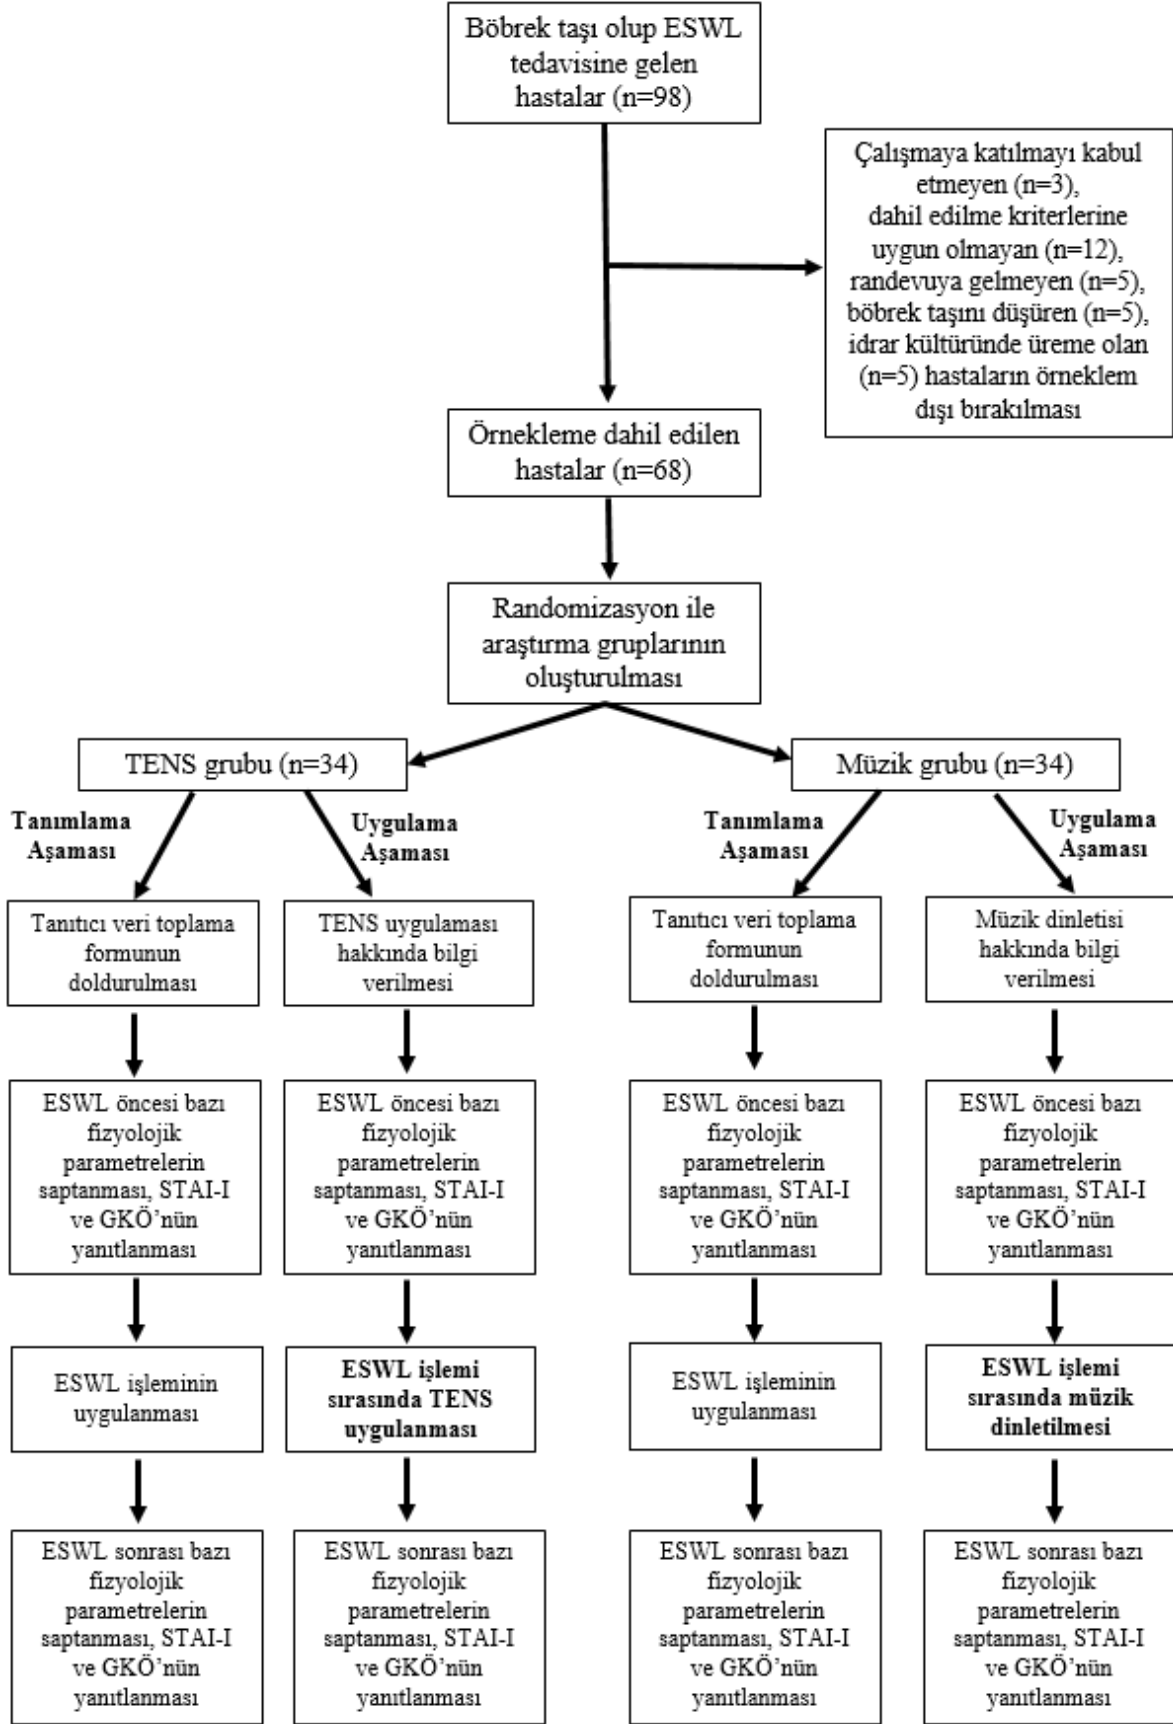 Böbrek taşı olup ESWL
tedavisine gelen
hastalar (n=98)
Çalışmaya katılmayı kabul
etmeyen (n=3),
dahil edilme kriterlerine
uygun olmayan (n=12),
randevuya gelmeyen (n=5),
böbrek taşını düşüren (n=5),
idrar kültüründe üreme olan
(n=5) hastaların örneklem
dışı bırakılması
Örnekleme dahil edilen
hastalar (n=68)
Randomizasyon ile
araştırma gruplarının
oluşturulması
TENS grubu (n=34)
Müzik grubu (n=34)
Tanımlama
Aşaması
Uygulama
Aşaması
Tanımlama
Aşaması
Uygulama
Aşaması
Tanıtıcı veri toplama
formunun
doldurulması
TENS uygulaması
hakkında bilgi
verilmesi
Tanıtıcı veri toplama
formunun
doldurulması
Müzik dinletisi
hakkında bilgi
verilmesi
ESWL öncesi bazı
fizyolojik
parametrelerin
saptanması, STAI-I
ve GKÖ’nün
yanıtlanması
ESWL öncesi bazı
fizyolojik
parametrelerin
saptanması, STAI-I
ve GKÖ’nün
yanıtlanması
ESWL öncesi bazı
fizyolojik
parametrelerin
saptanması, STAI-I
ve GKÖ’nün
yanıtlanması
ESWL öncesi bazı
fizyolojik
parametrelerin
saptanması, STAI-I
ve GKÖ’nün
yanıtlanması
ESWL işleminin
uygulanması
ESWL işlemi
sırasında TENS
uygulanması
ESWL işleminin
uygulanması
ESWL işlemi
sırasında müzik
dinletilmesi
ESWL sonrası bazı
fizyolojik
parametrelerin
saptanması, STAI-I
ve GKÖ’nün
yanıtlanması
ESWL sonrası bazı
fizyolojik
parametrelerin
saptanması, STAI-I
ve GKÖ’nün
yanıtlanması
ESWL sonrası bazı
fizyolojik
parametrelerin
saptanması, STAI-I
ve GKÖ’nün
yanıtlanması
ESWL sonrası bazı
fizyolojik
parametrelerin
saptanması, STAI-I
ve GKÖ’nün
yanıtlanması